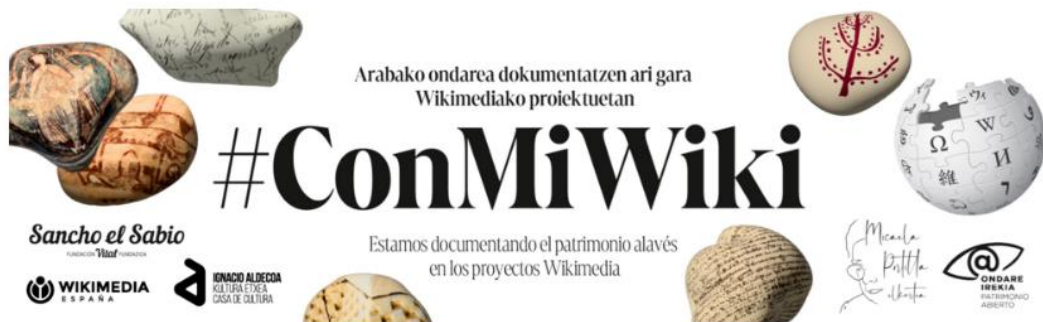 Arabako ondarea dokumentatzen ari gara
Wikimediako proiektuetan
#ConMiWiki
Estamos documentando el patrimonio alavés
en los proyectos Wikimedia
Sancho el Sabio
FUNDACIÓN Vital FUNDAZIOA
WIKIMEDIA
ESPAÑA
IGNACIO ALDECOA
KULTURA ETXEA
CASA DE CULTURA
Micaela
Portilla
elkartea
@
ONDARE
IREKIA
PATRIMONIO
ABIERTO
Ω
W
И
維